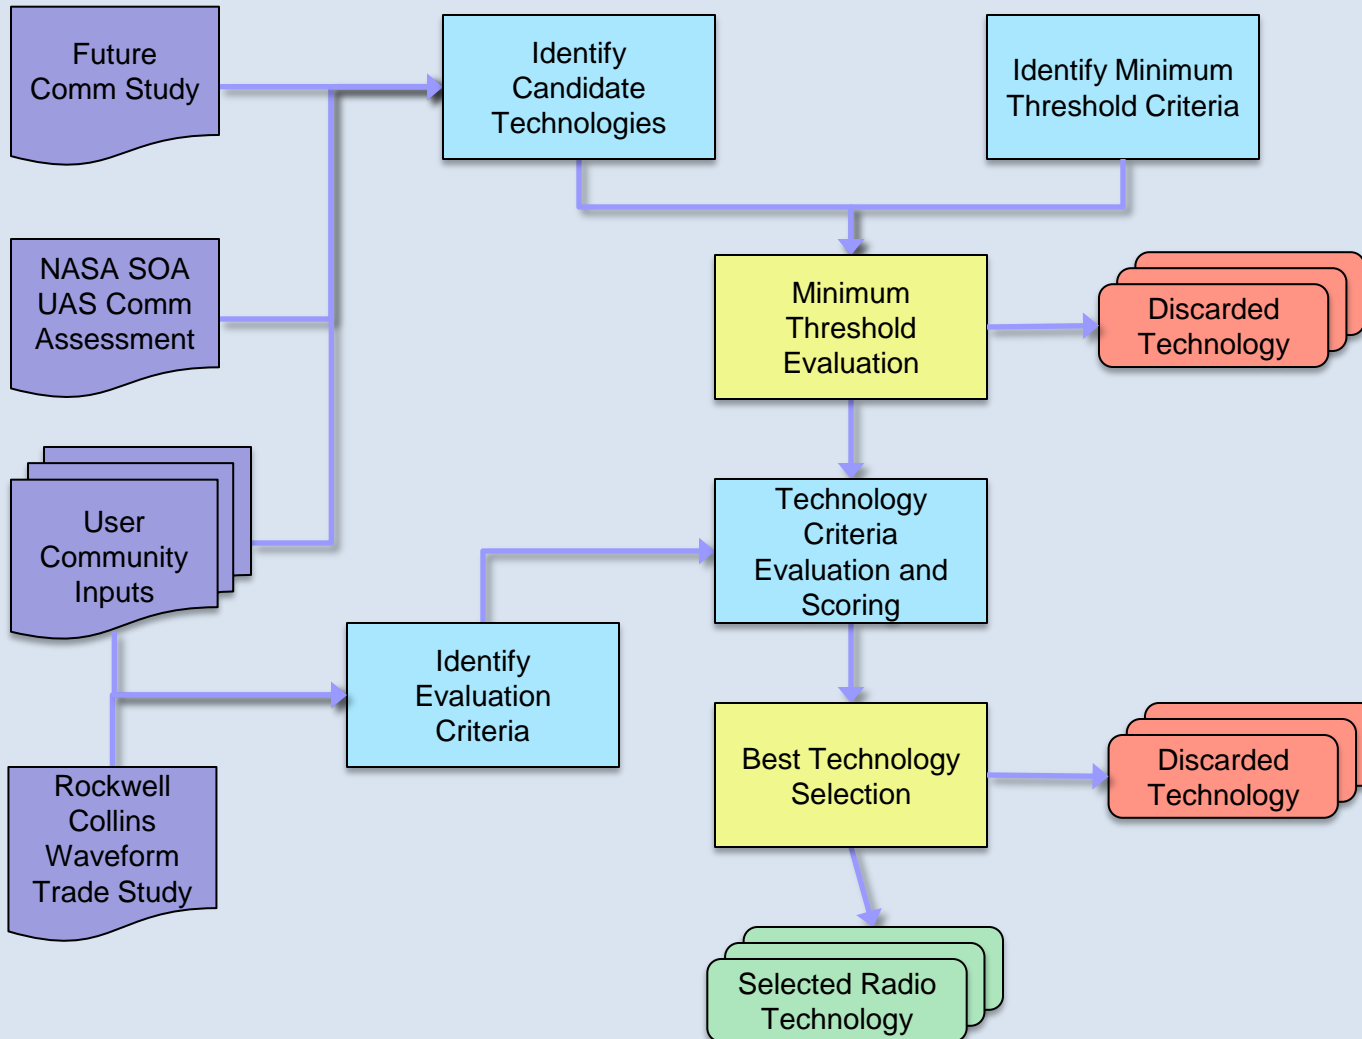 Future
Comm Study
Identify
Candidate
Technologies
Identify Minimum
Threshold Criteria
NASA SOA
UAS Comm
Assessment
Minimum
Threshold
Evaluation
Discarded
Technology
User
Community
Inputs
Technology
Criteria
Evaluation and
Scoring
Identify
Evaluation
Criteria
Rockwell
Collins
Waveform
Trade Study
Best Technology
Selection
Discarded
Technology
Selected Radio
Technology